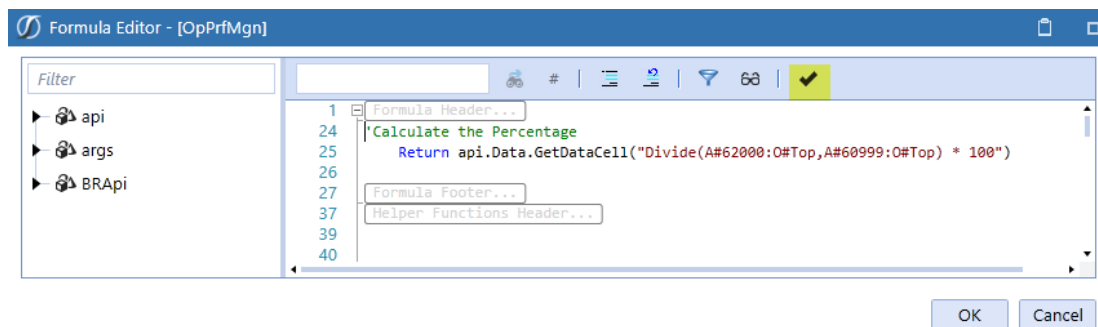 Formula Editor - [OpPrfMgn]
Filter
#
api
args
BRApi
1 Formula Header...
24 'Calculate the Percentage
25 Return api.Data.GetDataCell("Divide(A#62000:O#Top,A#60999:O#Top) * 100")
26
27 Formula Footer...
37 Helper Functions Header...
39
40
OK Cancel